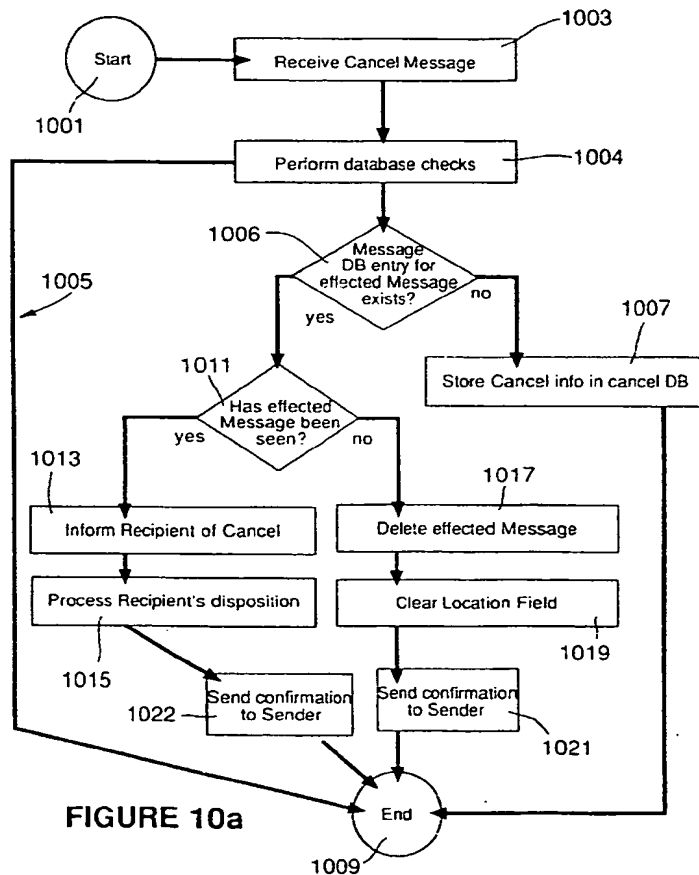 1003
Start
Receive Cancel Message
1001
Perform database checks
1004
1006
Message
DB entry for
effected Message
exists?
1005
yes
no
1007
Store Cancel info in cancel DB
1011
Has effected
Message been
seen?
yes
no
1013
1017
Inform Recipient of Cancel
Delete effected Message
Process Recipient's disposition
Clear Location Field
1015
1019
Send confirmation
to Sender
1022
Send confirmation
to Sender
1021
FIGURE 10a
End
1009